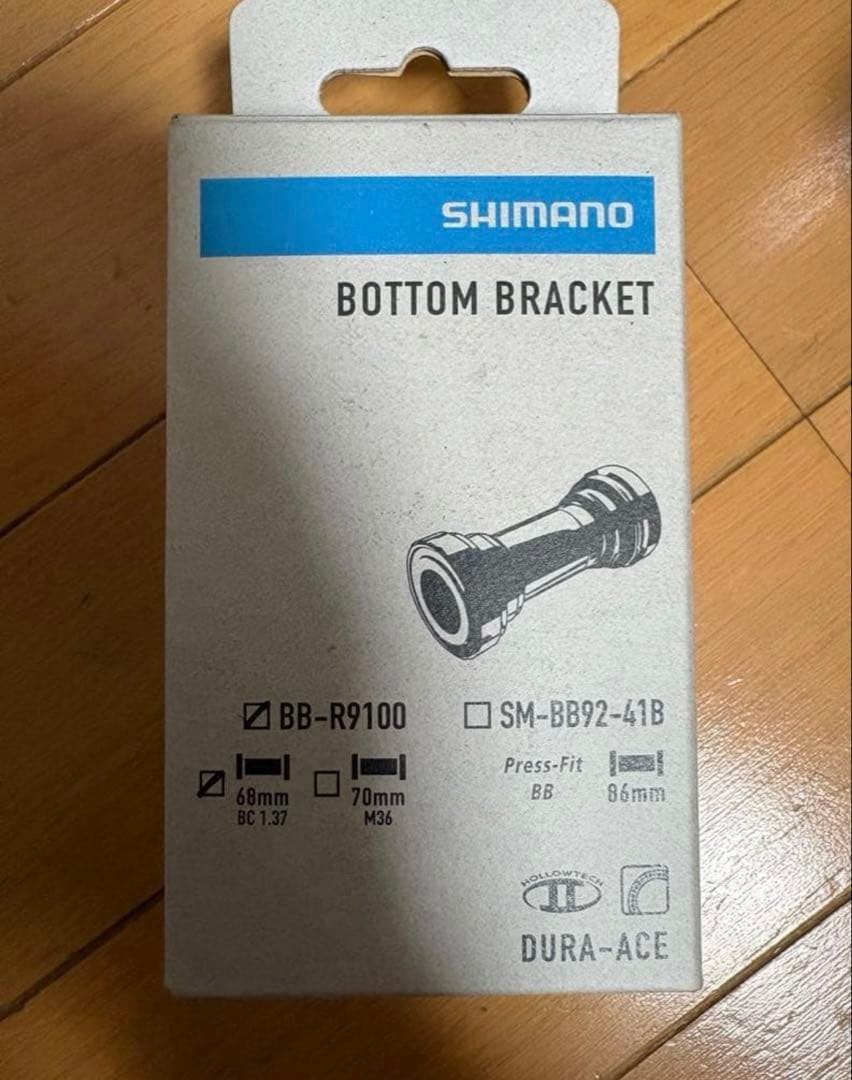 SHIMANO
BOTTOM BRACKET
BB-R9100
SM-BB92-41B
68mm
BC 1.37
70mm
M36
Press-Fit
BB
86mm
HOLLOWTECH
II
DURA-ACE